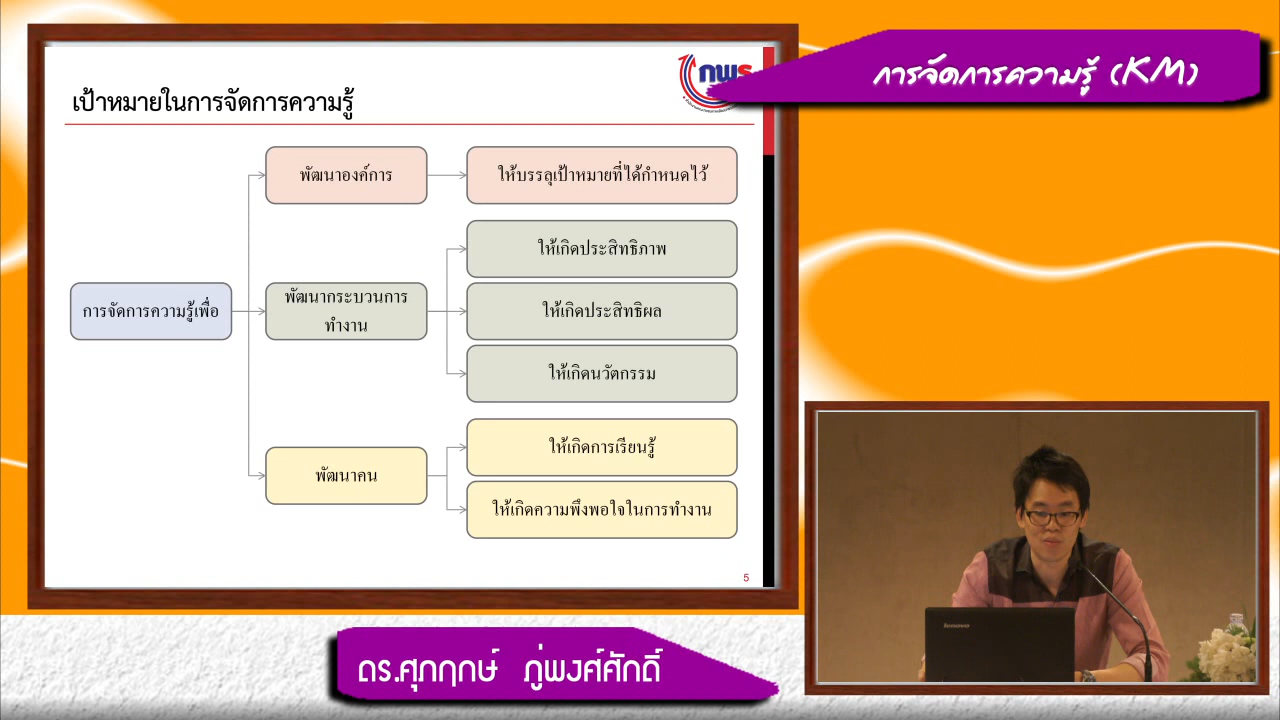 การจัดการความรู้ (KM)
กพร
เป้าหมายในการจัดการความรู้
การจัดการความรู้เพื่อ
พัฒนาองค์การ
ให้บรรลุเป้าหมายที่ได้กำหนดไว้
พัฒนากระบวนการ
ทำงาน
ให้เกิดประสิทธิภาพ
ให้เกิดประสิทธิผล
ให้เกิดนวัตกรรม
พัฒนาคน
ให้เกิดการเรียนรู้
ให้เกิดความพึงพอใจในการทำงาน
5
lenovo
ดร.ศุภฤกษ์ ภู่พงศ์ศักดิ์